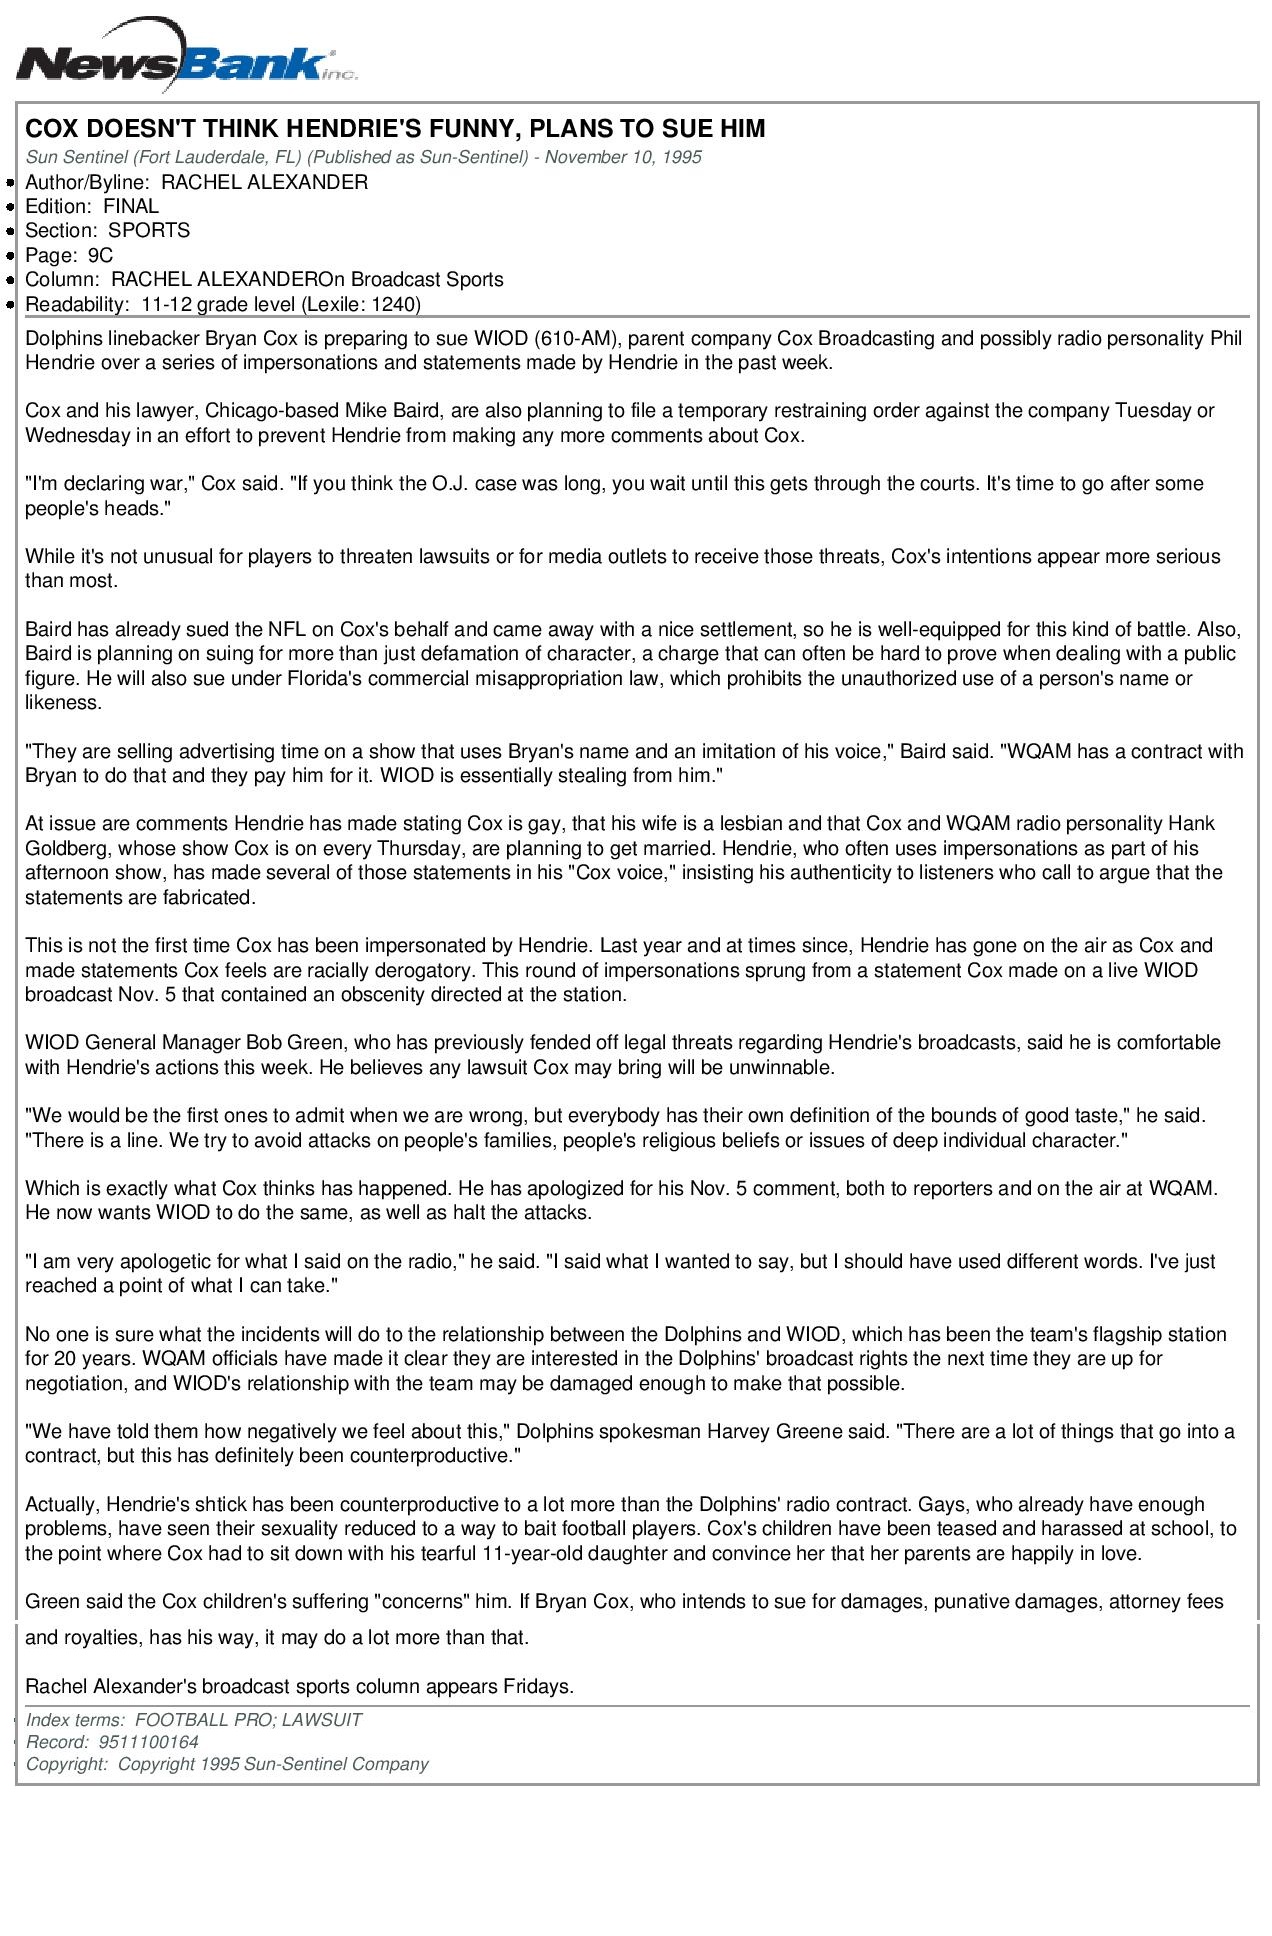 NewsBank inc.
COX DOESN'T THINK HENDRIE'S FUNNY, PLANS TO SUE HIM
Sun Sentinel (Fort Lauderdale, FL) (Published as Sun-Sentinel) - November 10, 1995
• Author/Byline: RACHEL ALEXANDER
• Edition: FINAL
• Section: SPORTS
• Page: 9C
• Column: RACHEL ALEXANDEROn Broadcast Sports
• Readability: 11-12 grade level (Lexile: 1240)
Dolphins linebacker Bryan Cox is preparing to sue WIOD (610-AM), parent company Cox Broadcasting and possibly radio personality Phil
Hendrie over a series of impersonations and statements made by Hendrie in the past week.
Cox and his lawyer, Chicago-based Mike Baird, are also planning to file a temporary restraining order against the company Tuesday or
Wednesday in an effort to prevent Hendrie from making any more comments about Cox.
"I'm declaring war," Cox said. "If you think the O.J. case was long, you wait until this gets through the courts. It's time to go after some
people's heads."
While it's not unusual for players to threaten lawsuits or for media outlets to receive those threats, Cox's intentions appear more serious
than most.
Baird has already sued the NFL on Cox's behalf and came away with a nice settlement, so he is well-equipped for this kind of battle. Also,
Baird is planning on suing for more than just defamation of character, a charge that can often be hard to prove when dealing with a public
figure. He will also sue under Florida's commercial misappropriation law, which prohibits the unauthorized use of a person's name or
likeness.
"They are selling advertising time on a show that uses Bryan's name and an imitation of his voice," Baird said. "WQAM has a contract with
Bryan to do that and they pay him for it. WIOD is essentially stealing from him."
At issue are comments Hendrie has made stating Cox is gay, that his wife is a lesbian and that Cox and WQAM radio personality Hank
Goldberg, whose show Cox is on every Thursday, are planning to get married. Hendrie, who often uses impersonations as part of his
afternoon show, has made several of those statements in his "Cox voice," insisting his authenticity to listeners who call to argue that the
statements are fabricated.
This is not the first time Cox has been impersonated by Hendrie. Last year and at times since, Hendrie has gone on the air as Cox and
made statements Cox feels are racially derogatory. This round of impersonations sprung from a statement Cox made on a live WIOD
broadcast Nov. 5 that contained an obscenity directed at the station.
WIOD General Manager Bob Green, who has previously fended off legal threats regarding Hendrie's broadcasts, said he is comfortable
with Hendrie's actions this week. He believes any lawsuit Cox may bring will be unwinnable.
"We would be the first ones to admit when we are wrong, but everybody has their own definition of the bounds of good taste," he said.
"There is a line. We try to avoid attacks on people's families, people's religious beliefs or issues of deep individual character."
Which is exactly what Cox thinks has happened. He has apologized for his Nov. 5 comment, both to reporters and on the air at WQAM.
He now wants WIOD to do the same, as well as halt the attacks.
"I am very apologetic for what I said on the radio," he said. "I said what I wanted to say, but I should have used different words. I've just
reached a point of what I can take."
No one is sure what the incidents will do to the relationship between the Dolphins and WIOD, which has been the team's flagship station
for 20 years. WQAM officials have made it clear they are interested in the Dolphins' broadcast rights the next time they are up for
negotiation, and WIOD's relationship with the team may be damaged enough to make that possible.
"We have told them how negatively we feel about this," Dolphins spokesman Harvey Greene said. "There are a lot of things that go into a
contract, but this has definitely been counterproductive."
Actually, Hendrie's shtick has been counterproductive to a lot more than the Dolphins' radio contract. Gays, who already have enough
problems, have seen their sexuality reduced to a way to bait football players. Cox's children have been teased and harassed at school, to
the point where Cox had to sit down with his tearful 11-year-old daughter and convince her that her parents are happily in love.
Green said the Cox children's suffering "concerns" him. If Bryan Cox, who intends to sue for damages, punative damages, attorney fees
and royalties, has his way, it may do a lot more than that.
Rachel Alexander's broadcast sports column appears Fridays.
Index terms: FOOTBALL PRO; LAWSUIT
Record: 9511100164
Copyright: Copyright 1995 Sun-Sentinel Company